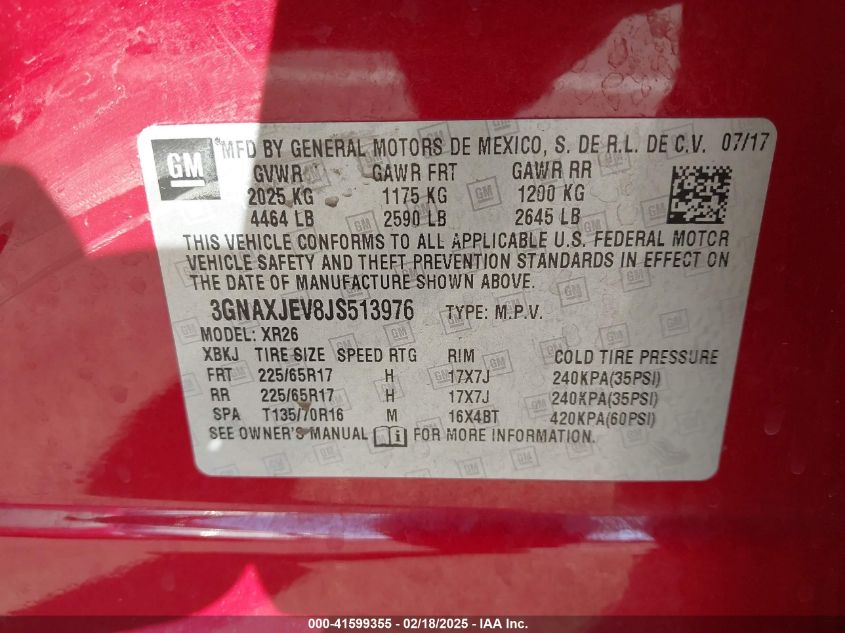 GM MFD BY GENERAL MOTORS DE MEXICO, S. DE R.L. DE C.V. 07/17
GVWR GAWR FRT GAWR RR
2025 KG 1175 KG 1200 KG
4464 LB 2590 LB 2645 LB
THIS VEHICLE CONFORMS TO ALL APPLICABLE U.S. FEDERAL MOTOR
VEHICLE SAFETY AND THEFT PREVENTION STANDARDS IN EFFECT ON
THE DATE OF MANUFACTURE SHOWN ABOVE.
3GNAXJEV8JS513976 TYPE: M.P.V.
MODEL: XR26
XBKJ TIRE SIZE SPEED RTG RIM COLD TIRE PRESSURE
FRT 225/65R17 H 17X7J 240KPA(35PSI)
RR 225/65R17 H 17X7J 240KPA(35PSI)
SPA T135/70R16 M 16X4BT 420KPA(60PSI)
SEE OWNER'S MANUAL FOR MORE INFORMATION.
000-41599355 - 02/18/2025 - IAA Inc.